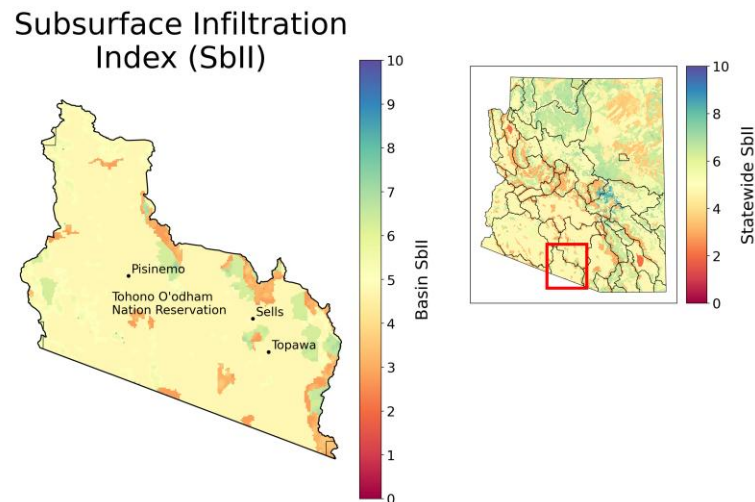 Subsurface Infiltration
Index (SbII)
10
9
8
7
6
5
4
3
2
1
0
Basin SbII
Pisinemo
Tohono O'odham
Nation Reservation
Sells
Topawa
10
8
6
4
2
0
Statewide SbII